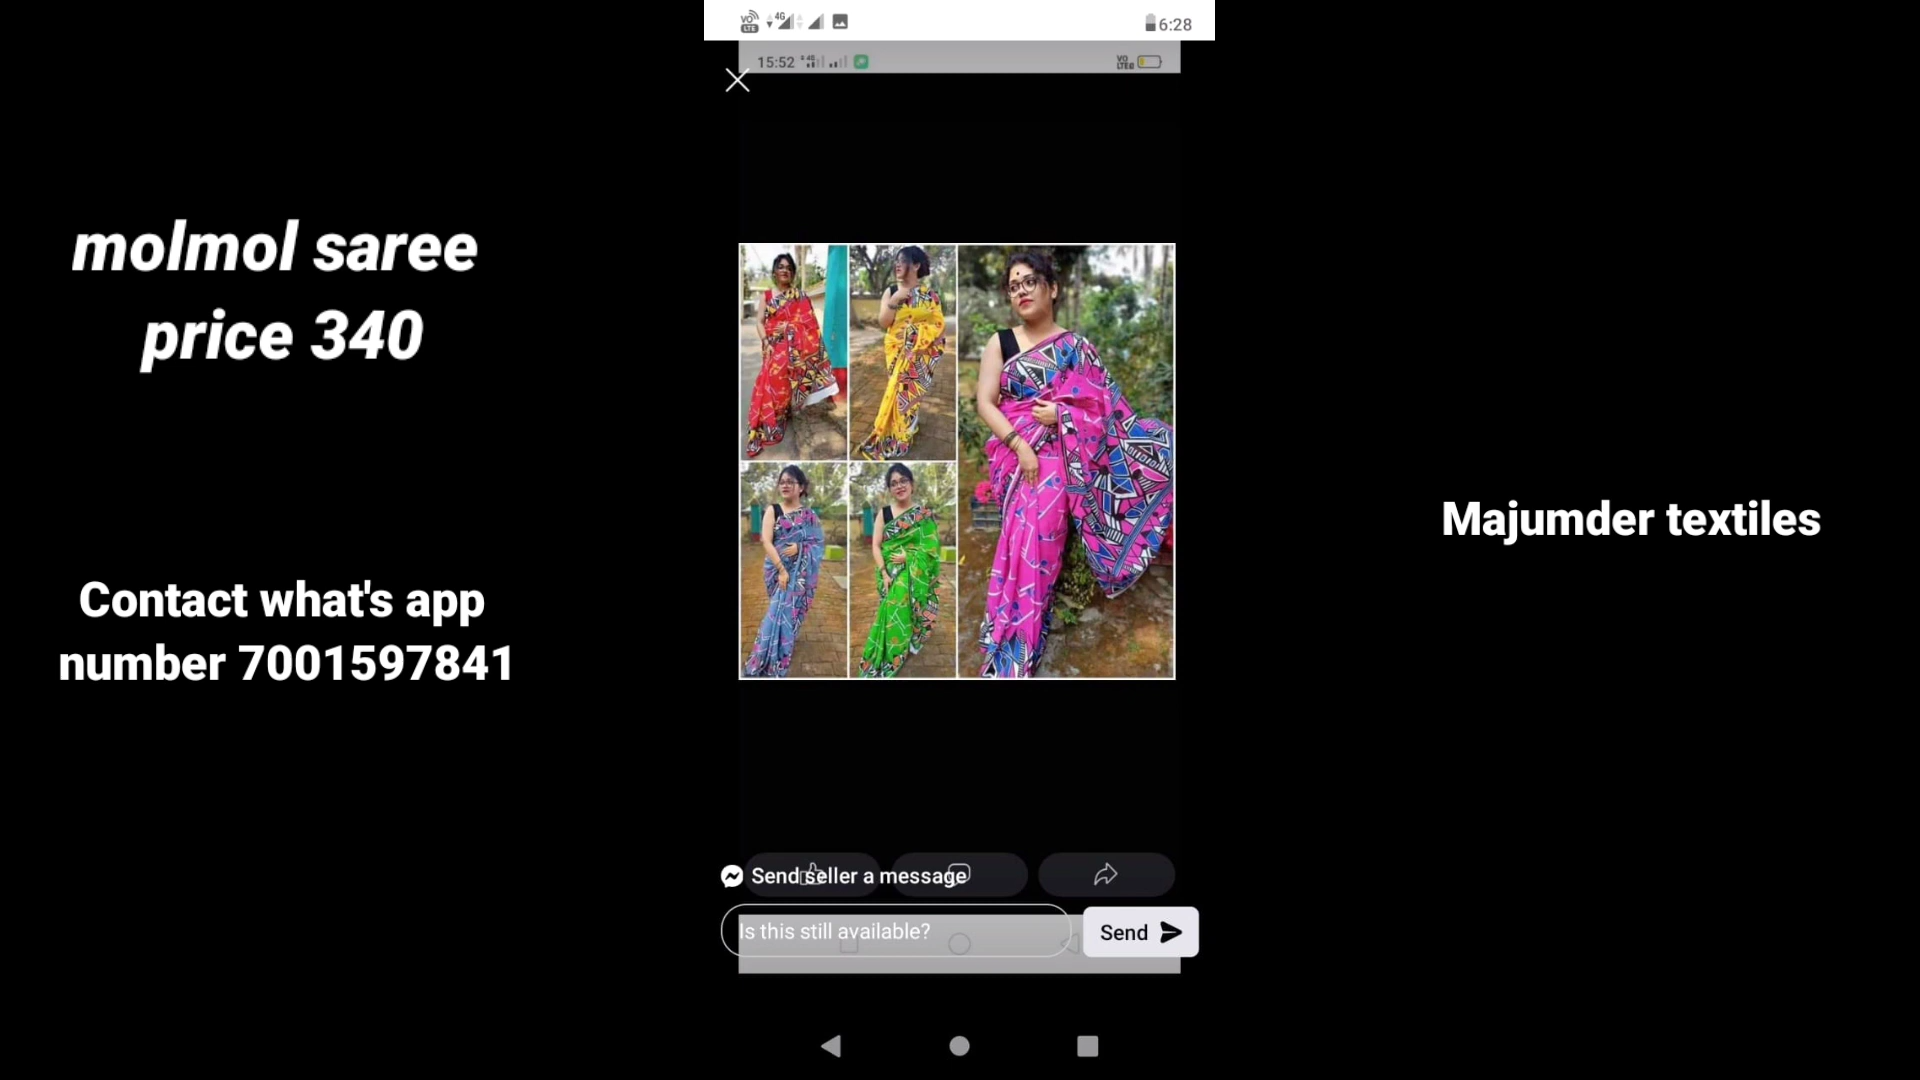 4G
6:28
15:52
molmol saree
price 340
Contact what's app
number 7001597841
Majumder textiles
Send seller a message
Is this still available?
Send